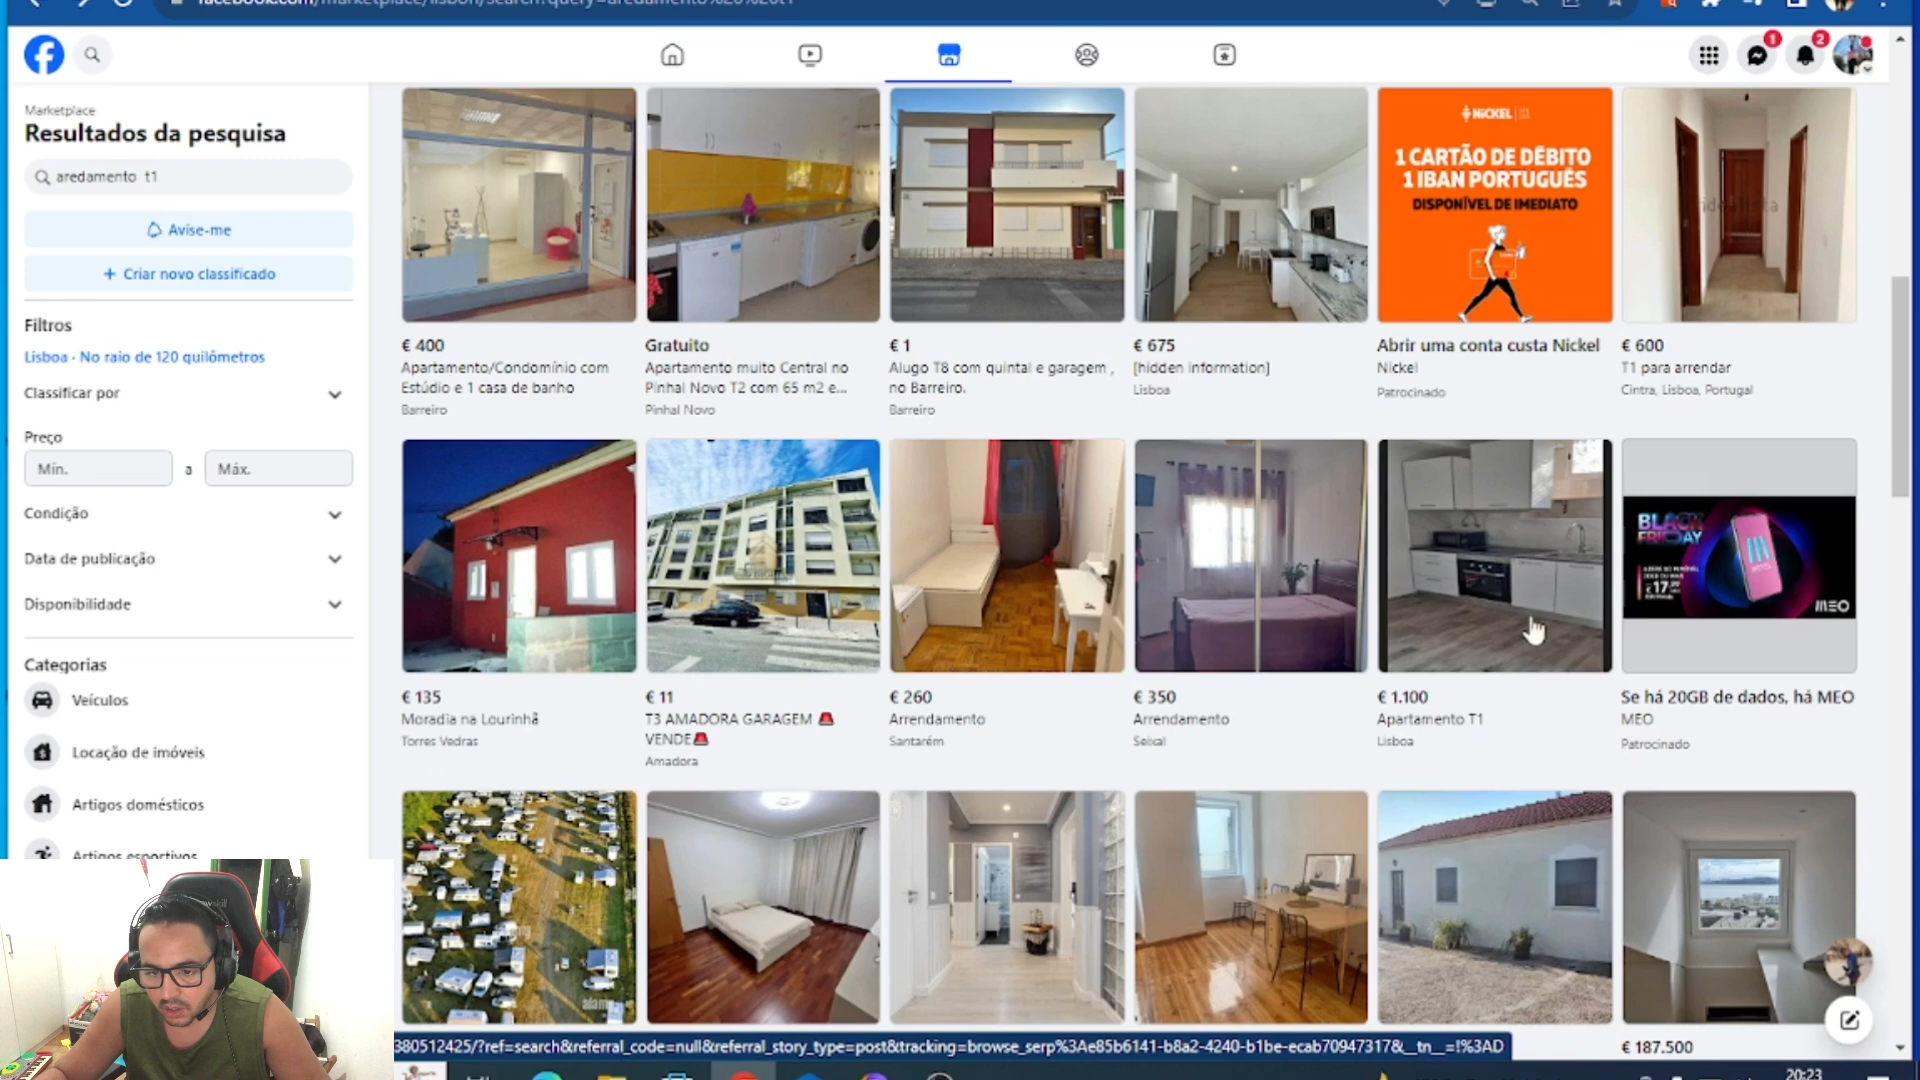 Marketplace
Resultados da pesquisa
aredamento t1
Avise-me
+ Criar novo classificado
Filtros
Lisboa · No raio de 120 quilômetros
Classificar por
Preço
Mín.
a
Máx.
Condição
Data de publicação
Disponibilidade
Categorias
Veículos
Locação de imóveis
Artigos domésticos
Artigos esportivos
1
2
NiCKEL
1 CARTÃO DE DÉBITO
1 IBAN PORTUGUÊS
DISPONÍVEL DE IMEDIATO
€ 400
Apartamento/Condomínio com
Estúdio e 1 casa de banho
Barreiro
Gratuito
Apartamento muito Central no
Pinhal Novo T2 com 65 m2 e...
Pinhal Novo
€ 1
Alugo T8 com quintal e garagem ,
no Barreiro.
Barreiro
€ 675
[hidden information]
Lisboa
Abrir uma conta custa Nickel
Nickel
Patrocinado
€ 600
T1 para arrendar
Cintra, Lisboa, Portugal
BLACK
FRIDAY
€ 17
MEO
€ 135
Moradia na Lourinhã
Torres Vedras
€ 11
T3 AMADORA GARAGEM 🚨
VENDE🚨
Amadora
€ 260
Arrendamento
Santarém
€ 350
Arrendamento
Seixal
€ 1.100
Apartamento T1
Lisboa
Se há 20GB de dados, há MEO
MEO
Patrocinado
alamy
€ 187.500
380512425/?ref=search&referral_code=null&referral_story_type=post&tracking=browse_serp%3Ae85b6141-b8a2-4240-b1be-ecab70947317&__tn__=!%3AD
20:23